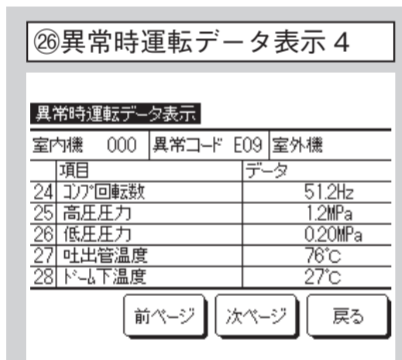 ㉖異常時運転データ表示4
異常時運転データ表示
室内機 000 異常コード E09 室外機
項目 データ
24 コンプ回転数 51.2Hz
25 高圧圧力 1.2MPa
26 低圧圧力 0.20MPa
27 吐出管温度 76℃
28 ドーム下温度 27℃
前ページ 次ページ 戻る